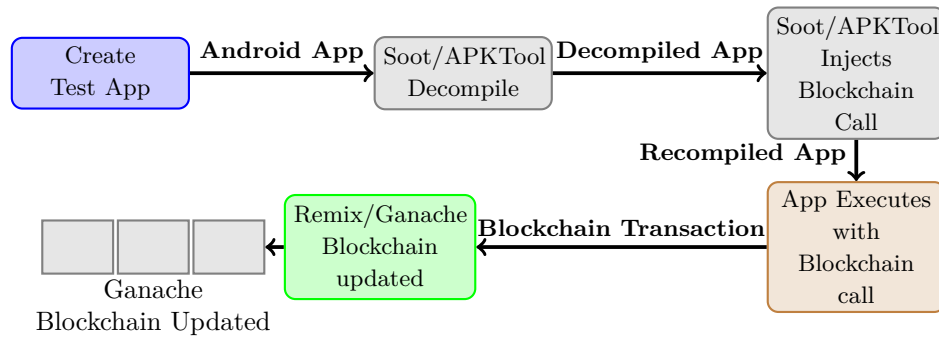 Create
Test App
Android App
Soot/APKTool
Decompile
Decompiled App
Soot/APKTool
Injects
Blockchain
Call
Recompiled App
App Executes
with
Blockchain
call
Blockchain Transaction
Remix/Ganache
Blockchain
updated
Ganache
Blockchain Updated